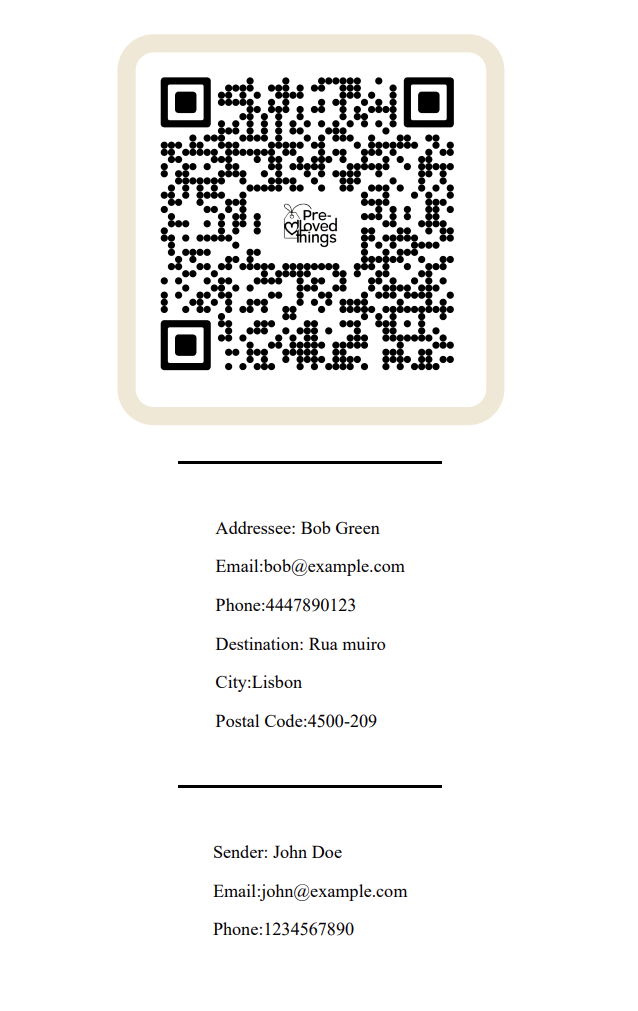 Pre-
Loved
Things
Addressee: Bob Green
Email:bob@example.com
Phone:4447890123
Destination: Rua muiro
City:Lisbon
Postal Code:4500-209
Sender: John Doe
Email:john@example.com
Phone:1234567890